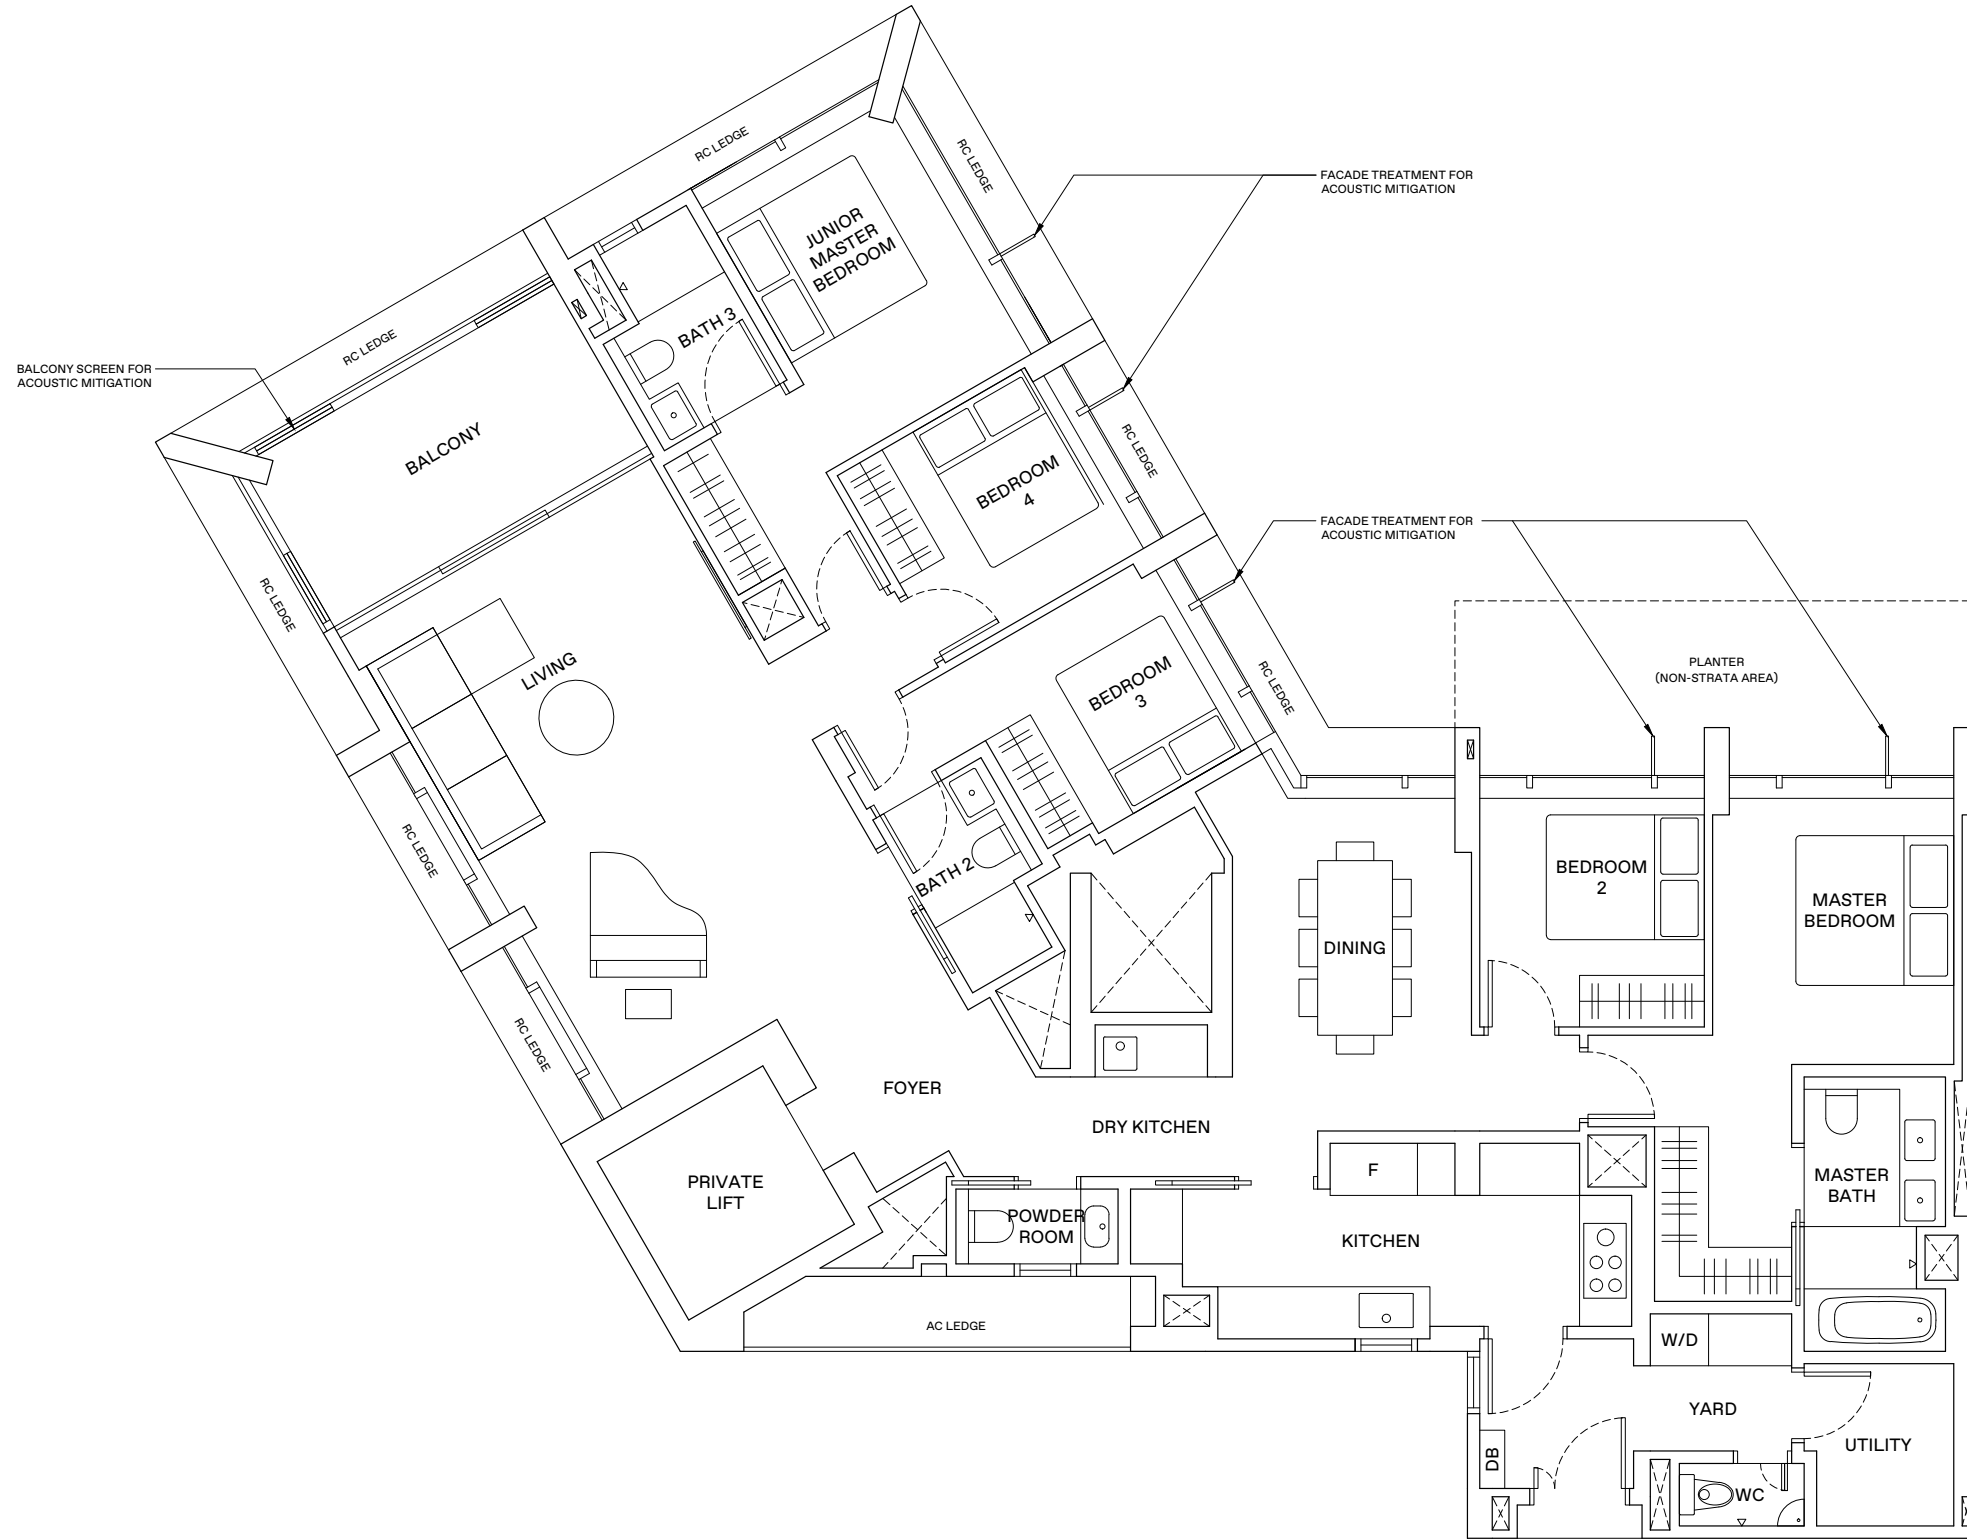 RC LEDGE
RC LEDGE
FACADE TREATMENT FOR
ACOUSTIC MITIGATION
JUNIOR
MASTER
BEDROOM
BATH 3
RC LEDGE
BALCONY SCREEN FOR
ACOUSTIC MITIGATION
BALCONY
BEDROOM
4
RC LEDGE
FACADE TREATMENT FOR
ACOUSTIC MITIGATION
RC LEDGE
LIVING
BEDROOM
3
RC LEDGE
PLANTER
(NON-STRATA AREA)
RC LEDGE
BATH 2
BEDROOM
2
MASTER
BEDROOM
DINING
RC LEDGE
FOYER
DRY KITCHEN
F
PRIVATE
LIFT
MASTER
BATH
POWDER
ROOM
KITCHEN
AC LEDGE
W/D
YARD
UTILITY
DB
WC